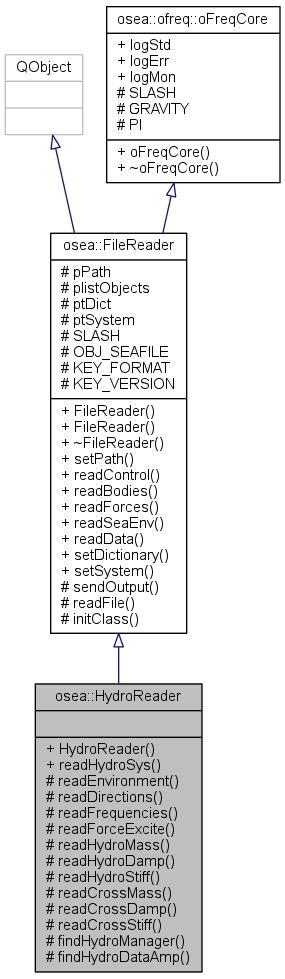 osea::ofreq::oFreqCore
+ logStd
+ logErr
+ logMon
# SLASH
# GRAVITY
# PI
+ oFreqCore()
+ ~oFreqCore()
QObject
osea::FileReader
# pPath
# plistObjects
# ptDict
# ptSystem
# SLASH
# OBJ_SEAFILE
# KEY_FORMAT
# KEY_VERSION
+ FileReader()
+ FileReader()
+ ~FileReader()
+ setPath()
+ readControl()
+ readBodies()
+ readForces()
+ readSeaEnv()
+ readData()
+ setDictionary()
+ setSystem()
# sendOutput()
# readFile()
# initClass()
osea::HydroReader
+ HydroReader()
+ readHydroSys()
# readEnvironment()
# readDirections()
# readFrequencies()
# readForceExcite()
# readHydroMass()
# readHydroDamp()
# readHydroStiff()
# readCrossMass()
# readCrossDamp()
# readCrossStiff()
# findHydroManager()
# findHydroDataAmp()